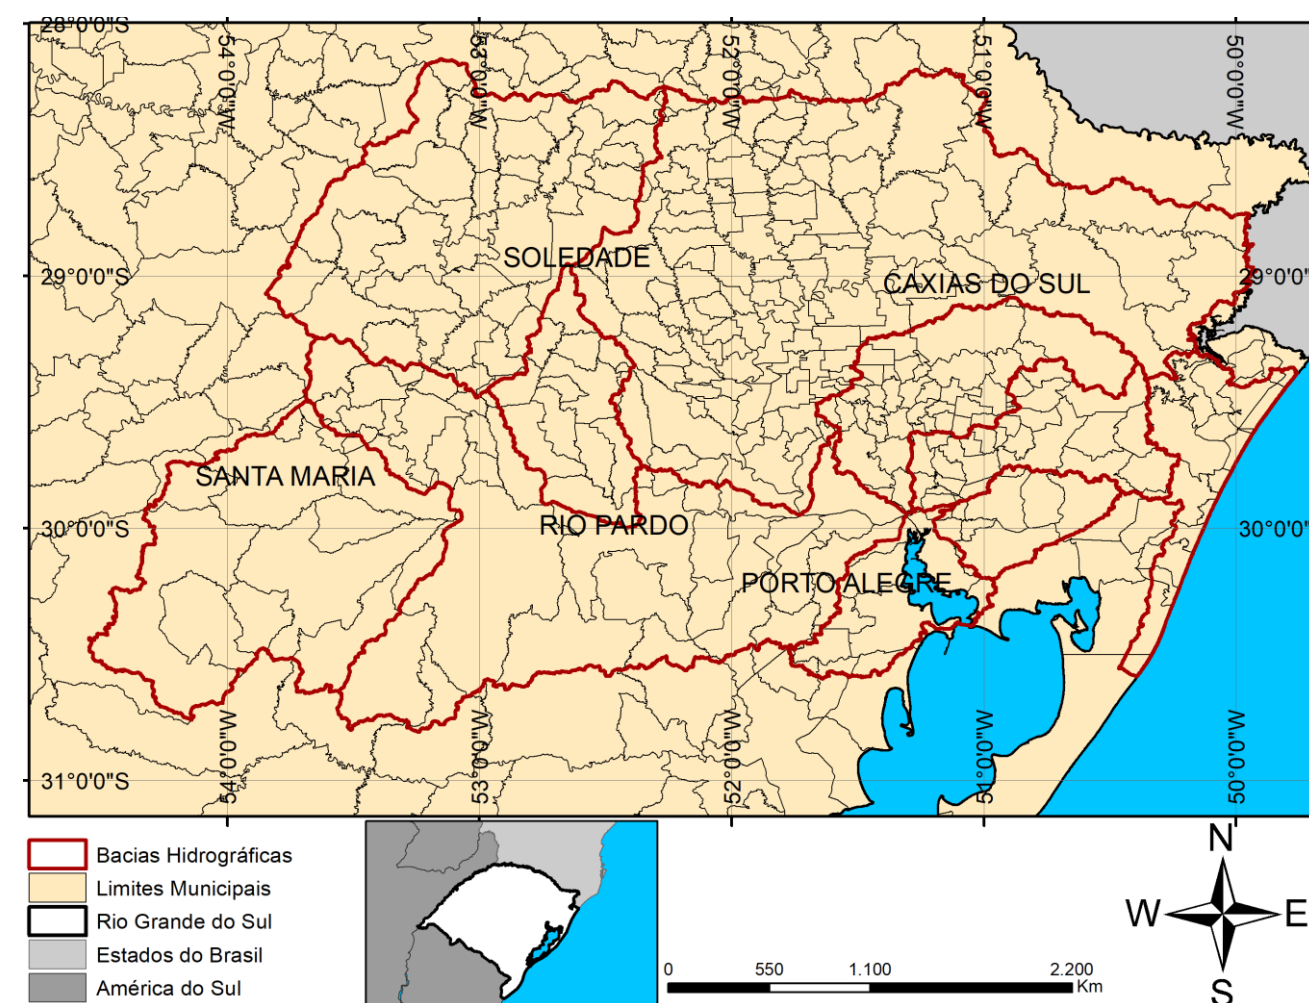 28°0'0"S
54°0'0"W
53°0'0"W
52°0'0"W
51°0'0"W
50°0'0"W
SOLEDADE
29°0'0"S
CAXIAS DO SUL
29°0'0"
SANTA MARIA
RIO PARDO
30°0'0"S
30°0'0"
PORTO ALEGRE
31°0'0"S
54°0'0"W
53°0'0"W
52°0'0"W
51°0'0"W
50°0'0"W
Bacias Hidrográficas
Limites Municipais
Rio Grande do Sul
Estados do Brasil
América do Sul
0 550 1.100 2.200
Km
N
W E
S